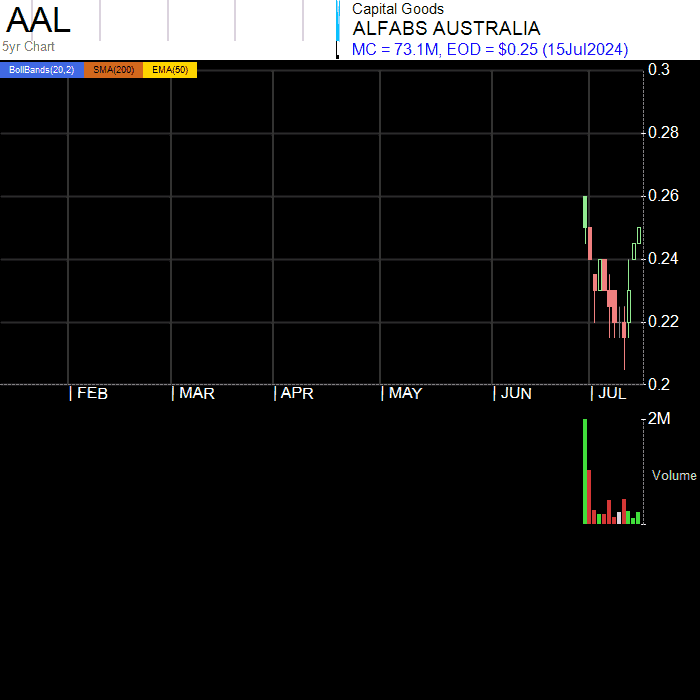 AAL
5yr Chart
Capital Goods
ALFABS AUSTRALIA
MC = 73.1M, EOD = $0.25 (15Jul2024)
BollBands(20,2) SMA(200) EMA(50)
0.3
0.28
0.26
0.24
0.22
0.2
| FEB | MAR | APR | MAY | JUN | JUL
2M
Volume